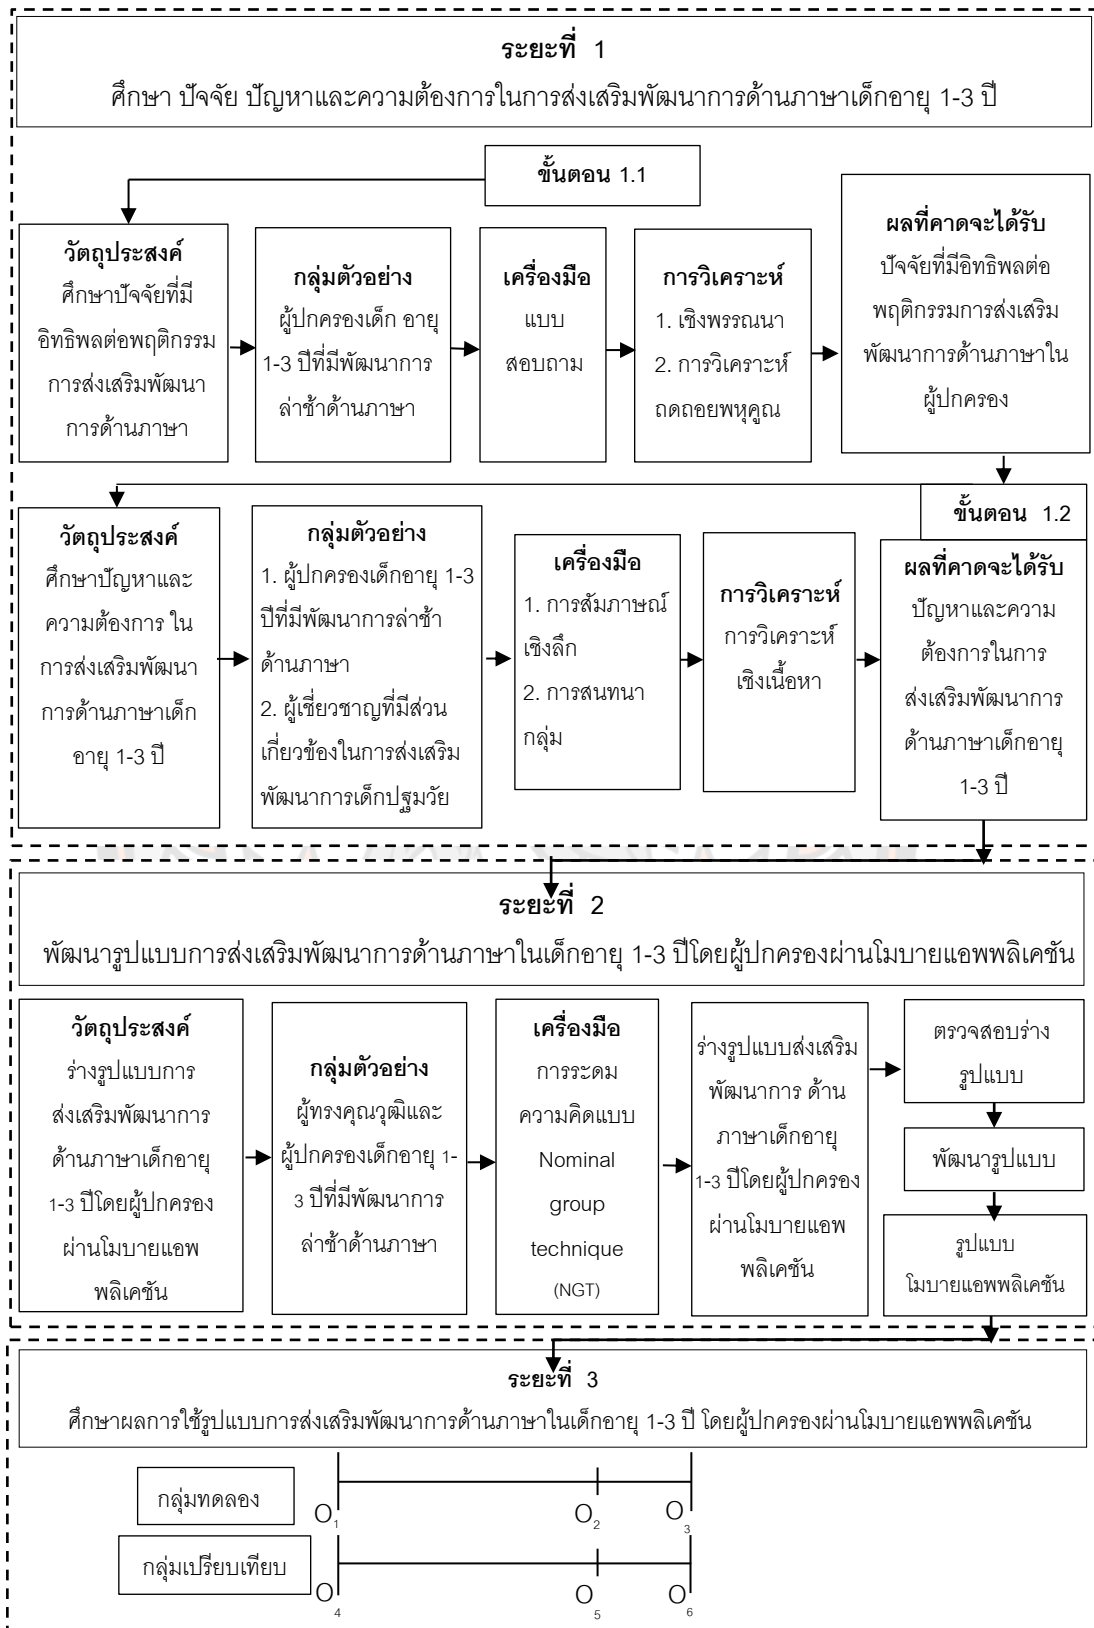 ระยะที่ 1
ศึกษา ปัจจัย ปัญหาและความต้องการในการส่งเสริมพัฒนาการด้านภาษาเด็กอายุ 1-3 ปี
ขั้นตอน 1.1
วัตถุประสงค์
ศึกษาปัจจัยที่มี
อิทธิพลต่อพฤติกรรม
การส่งเสริมพัฒนา
การด้านภาษา
กลุ่มตัวอย่าง
ผู้ปกครองเด็ก อายุ
1-3 ปีที่มีพัฒนาการ
ล่าช้าด้านภาษา
เครื่องมือ
แบบ
สอบถาม
การวิเคราะห์
1. เชิงพรรณนา
2. การวิเคราะห์
ถดถอยพหุคูณ
ผลที่คาดจะได้รับ
ปัจจัยที่มีอิทธิพลต่อ
พฤติกรรมการส่งเสริม
พัฒนาการด้านภาษาใน
ผู้ปกครอง
ขั้นตอน 1.2
วัตถุประสงค์
ศึกษาปัญหาและ
ความต้องการ ใน
การส่งเสริมพัฒนา
การด้านภาษาเด็ก
อายุ 1-3 ปี
กลุ่มตัวอย่าง
1. ผู้ปกครองเด็กอายุ 1-3
ปีที่มีพัฒนาการล่าช้า
ด้านภาษา
2. ผู้เชี่ยวชาญที่มีส่วน
เกี่ยวข้องในการส่งเสริม
พัฒนาการเด็กปฐมวัย
เครื่องมือ
1. การสัมภาษณ์
เชิงลึก
2. การสนทนา
กลุ่ม
การวิเคราะห์
การวิเคราะห์
เชิงเนื้อหา
ผลที่คาดจะได้รับ
ปัญหาและความ
ต้องการในการ
ส่งเสริมพัฒนาการ
ด้านภาษาเด็กอายุ
1-3 ปี
ระยะที่ 2
พัฒนารูปแบบการส่งเสริมพัฒนาการด้านภาษาในเด็กอายุ 1-3 ปีโดยผู้ปกครองผ่านโมบายแอพพลิเคชัน
วัตถุประสงค์
ร่างรูปแบบการ
ส่งเสริมพัฒนาการ
ด้านภาษาเด็กอายุ
1-3 ปีโดยผู้ปกครอง
ผ่านโมบายแอพ
พลิเคชัน
กลุ่มตัวอย่าง
ผู้ทรงคุณวุฒิและ
ผู้ปกครองเด็กอายุ 1-
3 ปีที่มีพัฒนาการ
ล่าช้าด้านภาษา
เครื่องมือ
การระดม
ความคิดแบบ
Nominal
group
technique
(NGT)
ร่างรูปแบบส่งเสริม
พัฒนาการ ด้าน
ภาษาเด็กอายุ
1-3 ปีโดยผู้ปกครอง
ผ่านโมบายแอพ
พลิเคชัน
ตรวจสอบร่าง
รูปแบบ
พัฒนารูปแบบ
รูปแบบ
โมบายแอพพลิเคชัน
ระยะที่ 3
ศึกษาผลการใช้รูปแบบการส่งเสริมพัฒนาการด้านภาษาในเด็กอายุ 1-3 ปี โดยผู้ปกครองผ่านโมบายแอพพลิเคชัน
กลุ่มทดลอง
O1 O2 O3
กลุ่มเปรียบเทียบ
O4 O5 O6